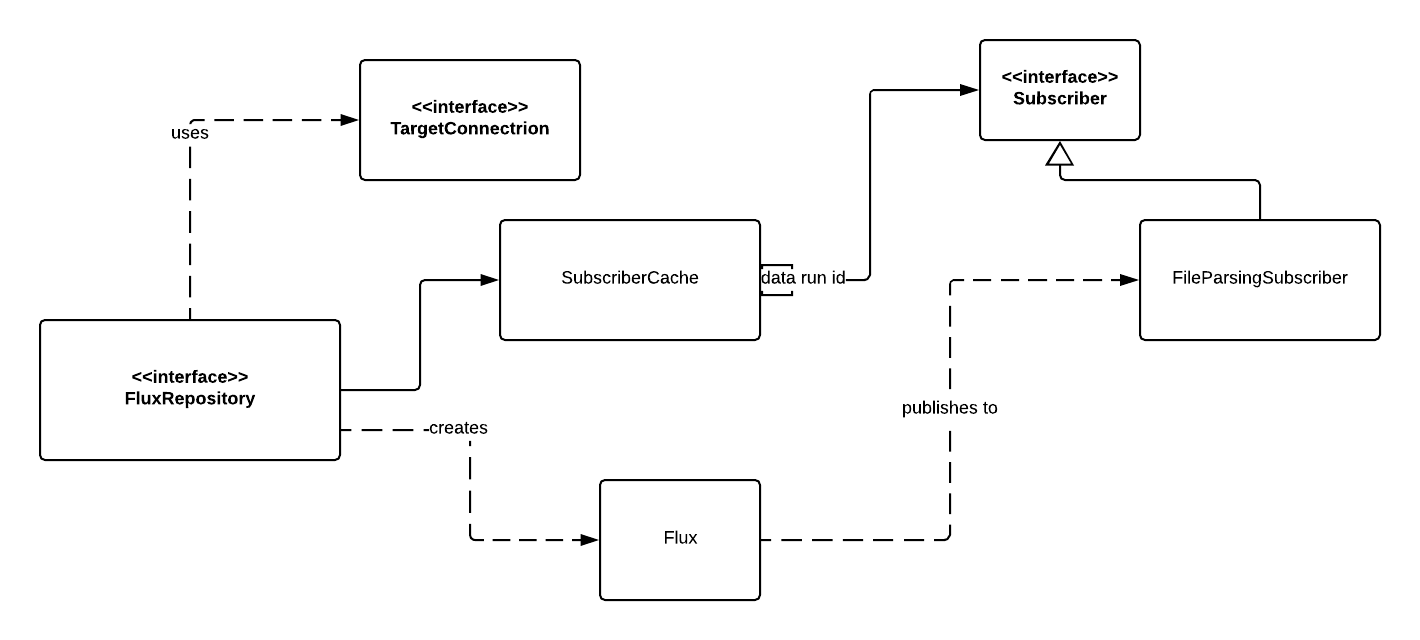 <<interface>>
Subscriber
<<interface>>
TargetConnectrion
uses
SubscriberCache
data run id
FileParsingSubscriber
<<interface>>
FluxRepository
publishes to
creates
Flux